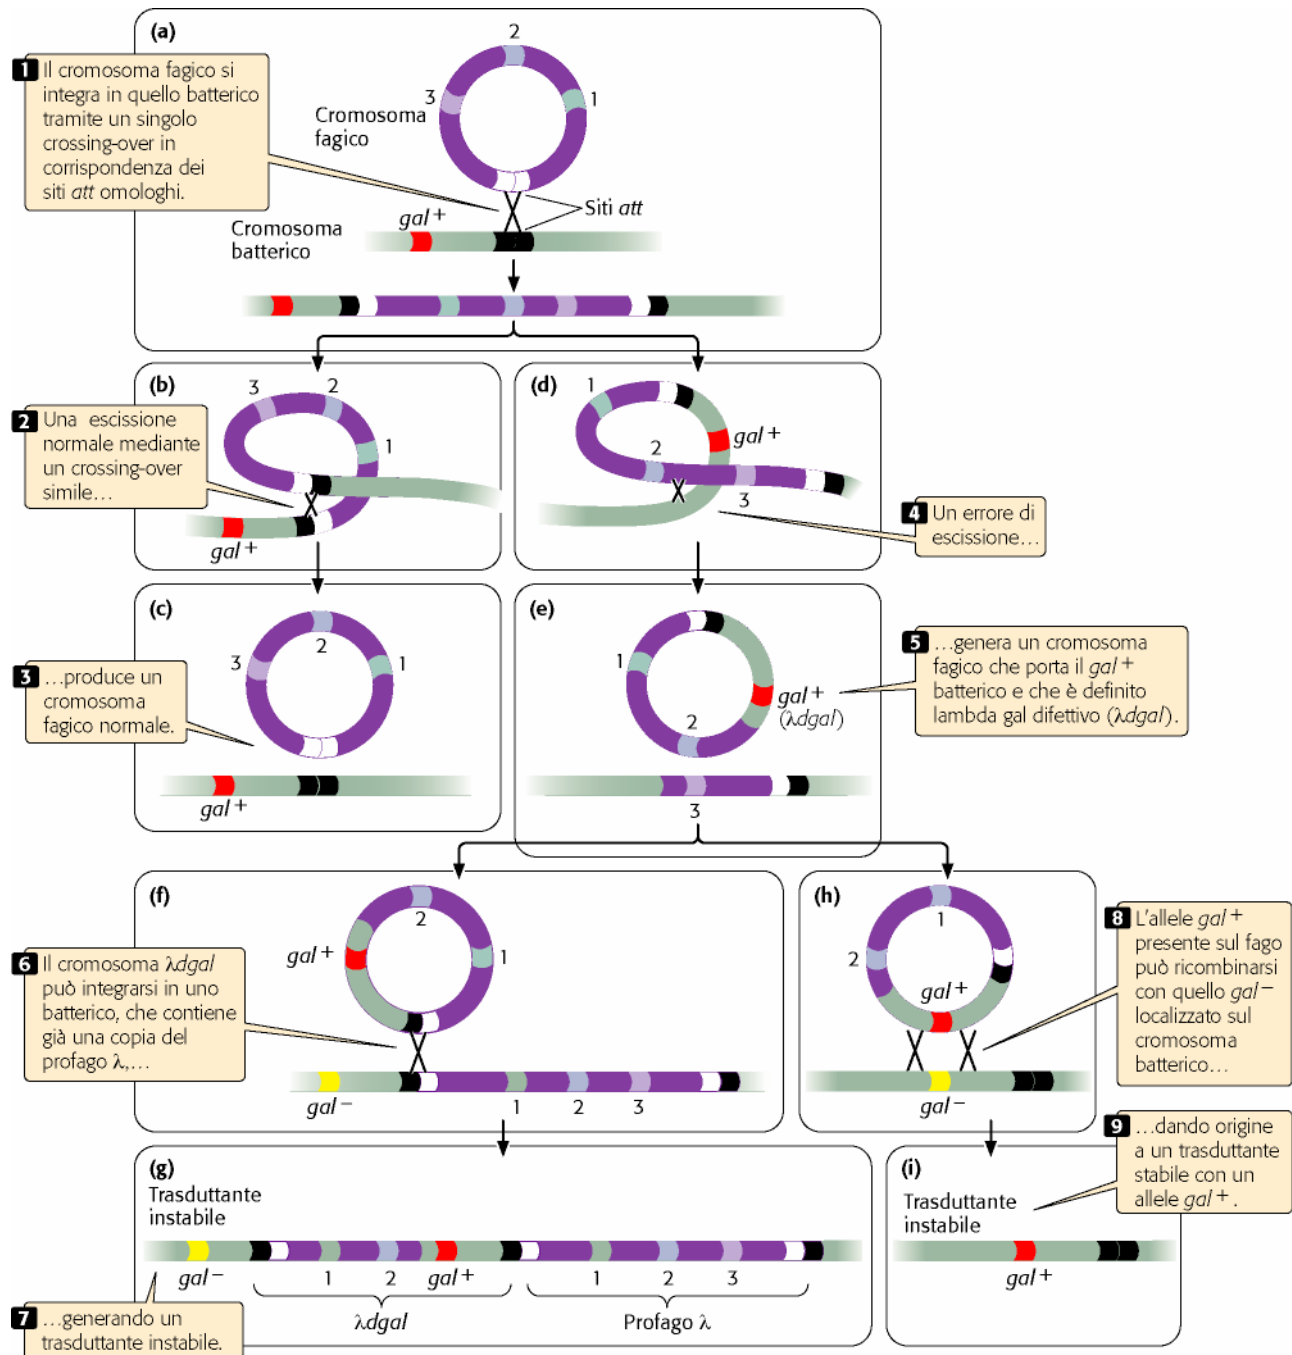 (a)
1 Il cromosoma fagico si
integra in quello batterico
tramite un singolo
crossing-over in
corrispondenza dei
siti att omologhi.
2
3
1
Cromosoma
fagico
Siti att
gal+
Cromosoma
batterico
(b)
3
2
1
gal+
2 Una escissione
normale mediante
un crossing-over
simile...
(d)
1
gal+
2
3
4 Un errore di
escissione...
(c)
3
2
1
gal+
3 ...produce un
cromosoma
fagico normale.
(e)
1
2
gal+
(λdgal)
3
5 ...genera un cromosoma
fagico che porta il gal+
batterico e che è definito
lambda gal difettivo (λdgal).
(f)
2
gal+
1
gal−
1 2 3
6 Il cromosoma λdgal
può integrarsi in uno
batterico, che contiene
già una copia del
profago λ,...
(h)
1
2
gal+
gal−
8 L'allele gal+
presente sul fago
può ricombinarsi
con quello gal−
localizzato sul
cromosoma
batterico...
(g)
Trasduttante
instabile
gal− 1 2 gal+ 1 2 3
λdgal Profago λ
7 ...generando un
trasduttante instabile.
(i)
Trasduttante
instabile
gal+
9 ...dando origine
a un trasduttante
stabile con un
allele gal+.